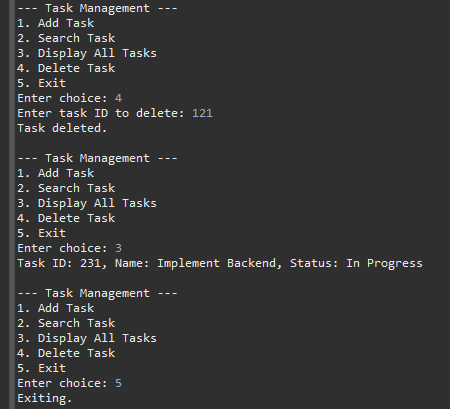 --- Task Management ---
1. Add Task
2. Search Task
3. Display All Tasks
4. Delete Task
5. Exit
Enter choice: 4
Enter task ID to delete: 121
Task deleted.
--- Task Management ---
1. Add Task
2. Search Task
3. Display All Tasks
4. Delete Task
5. Exit
Enter choice: 3
Task ID: 231, Name: Implement Backend, Status: In Progress
--- Task Management ---
1. Add Task
2. Search Task
3. Display All Tasks
4. Delete Task
5. Exit
Enter choice: 5
Exiting.